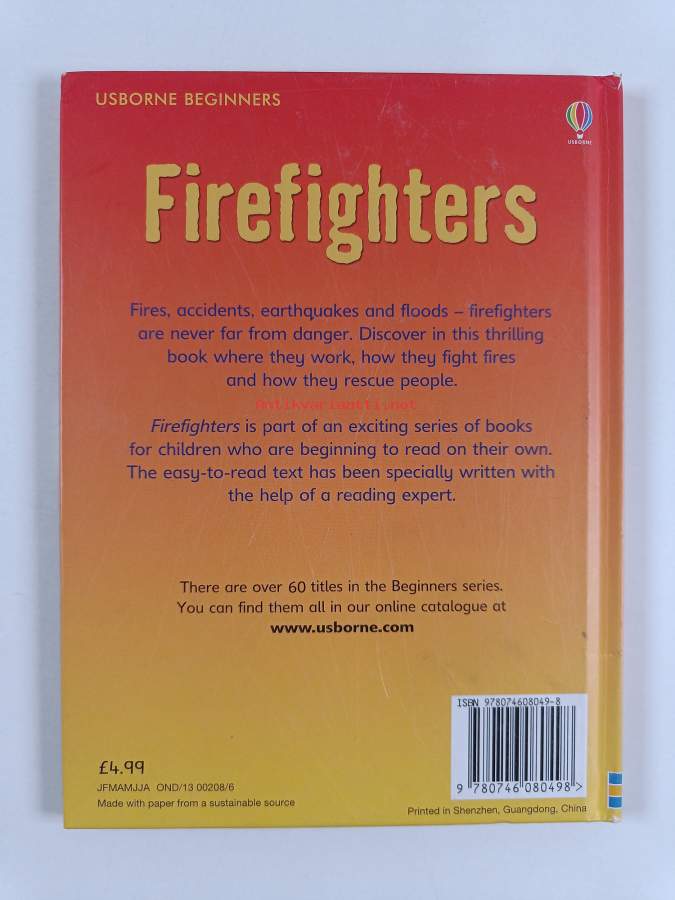 USBORNE BEGINNERS
USBORNE
Firefighters
Fires, accidents, earthquakes and floods – firefighters
are never far from danger. Discover in this thrilling
book where they work, how they fight fires
and how they rescue people.
Antikvariaatti.net
Firefighters is part of an exciting series of books
for children who are beginning to read on their own.
The easy-to-read text has been specially written with
the help of a reading expert.
There are over 60 titles in the Beginners series.
You can find them all in our online catalogue at
www.usborne.com
ISBN 978074608049-8
9 780746 080498 >
£4.99
JFMAMJJA OND/13 00208/6
Made with paper from a sustainable source
Printed in Shenzhen, Guangdong, China